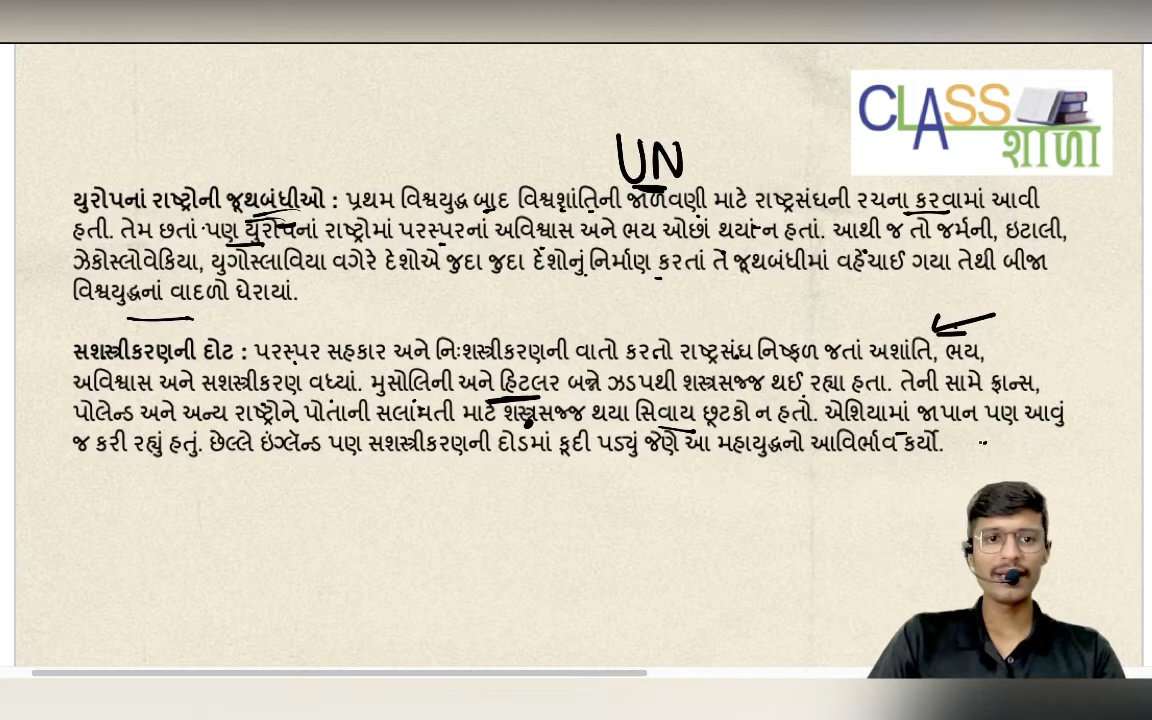 CLASS
શાળા
UN
યુરોપનાં રાષ્ટ્રોની જૂથબંધીઓ : પ્રથમ વિશ્વયુદ્ધ બાદ વિશ્વશાંતિની જાળવણી માટે રાષ્ટ્રસંઘની રચના કરવામાં આવી
હતી. તેમ છતાં પણ યુરોપનાં રાષ્ટ્રોમાં પરસ્પરનાં અવિશ્વાસ અને ભય ઓછાં થયાં ન હતાં. આથી જ તો જર્મની, ઇટાલી,
ઝેકોસ્લોવેકિયા, યુગોસ્લાવિયા વગેરે દેશોએ જુદા જુદા દેશોનું નિર્માણ કરતાં તે જૂથબંધીમાં વહેંચાઈ ગયા તેથી બીજા
વિશ્વયુદ્ધનાં વાદળો ઘેરાયાં.
સશસ્ત્રીકરણની દોટ : પરસ્પર સહકાર અને નિઃશસ્ત્રીકરણની વાતો કરતો રાષ્ટ્રસંઘ નિષ્ફળ જતાં અશાંતિ, ભય,
અવિશ્વાસ અને સશસ્ત્રીકરણ વધ્યાં. મુસોલિની અને હિટલર બન્ને ઝડપથી શસ્ત્રસજ્જ થઈ રહ્યા હતા. તેની સામે ફ્રાન્સ,
પોલેન્ડ અને અન્ય રાષ્ટ્રોને પોતાની સલામતી માટે શસ્ત્રસજ્જ થયા સિવાય છૂટકો ન હતો. એશિયામાં જાપાન પણ આવું
જ કરી રહ્યું હતું. છેલ્લે ઇંગ્લૅન્ડ પણ સશસ્ત્રીકરણની દોડમાં કૂદી પડ્યું જેણે આ મહાયુદ્ધનો આવિર્ભાવ કર્યો.